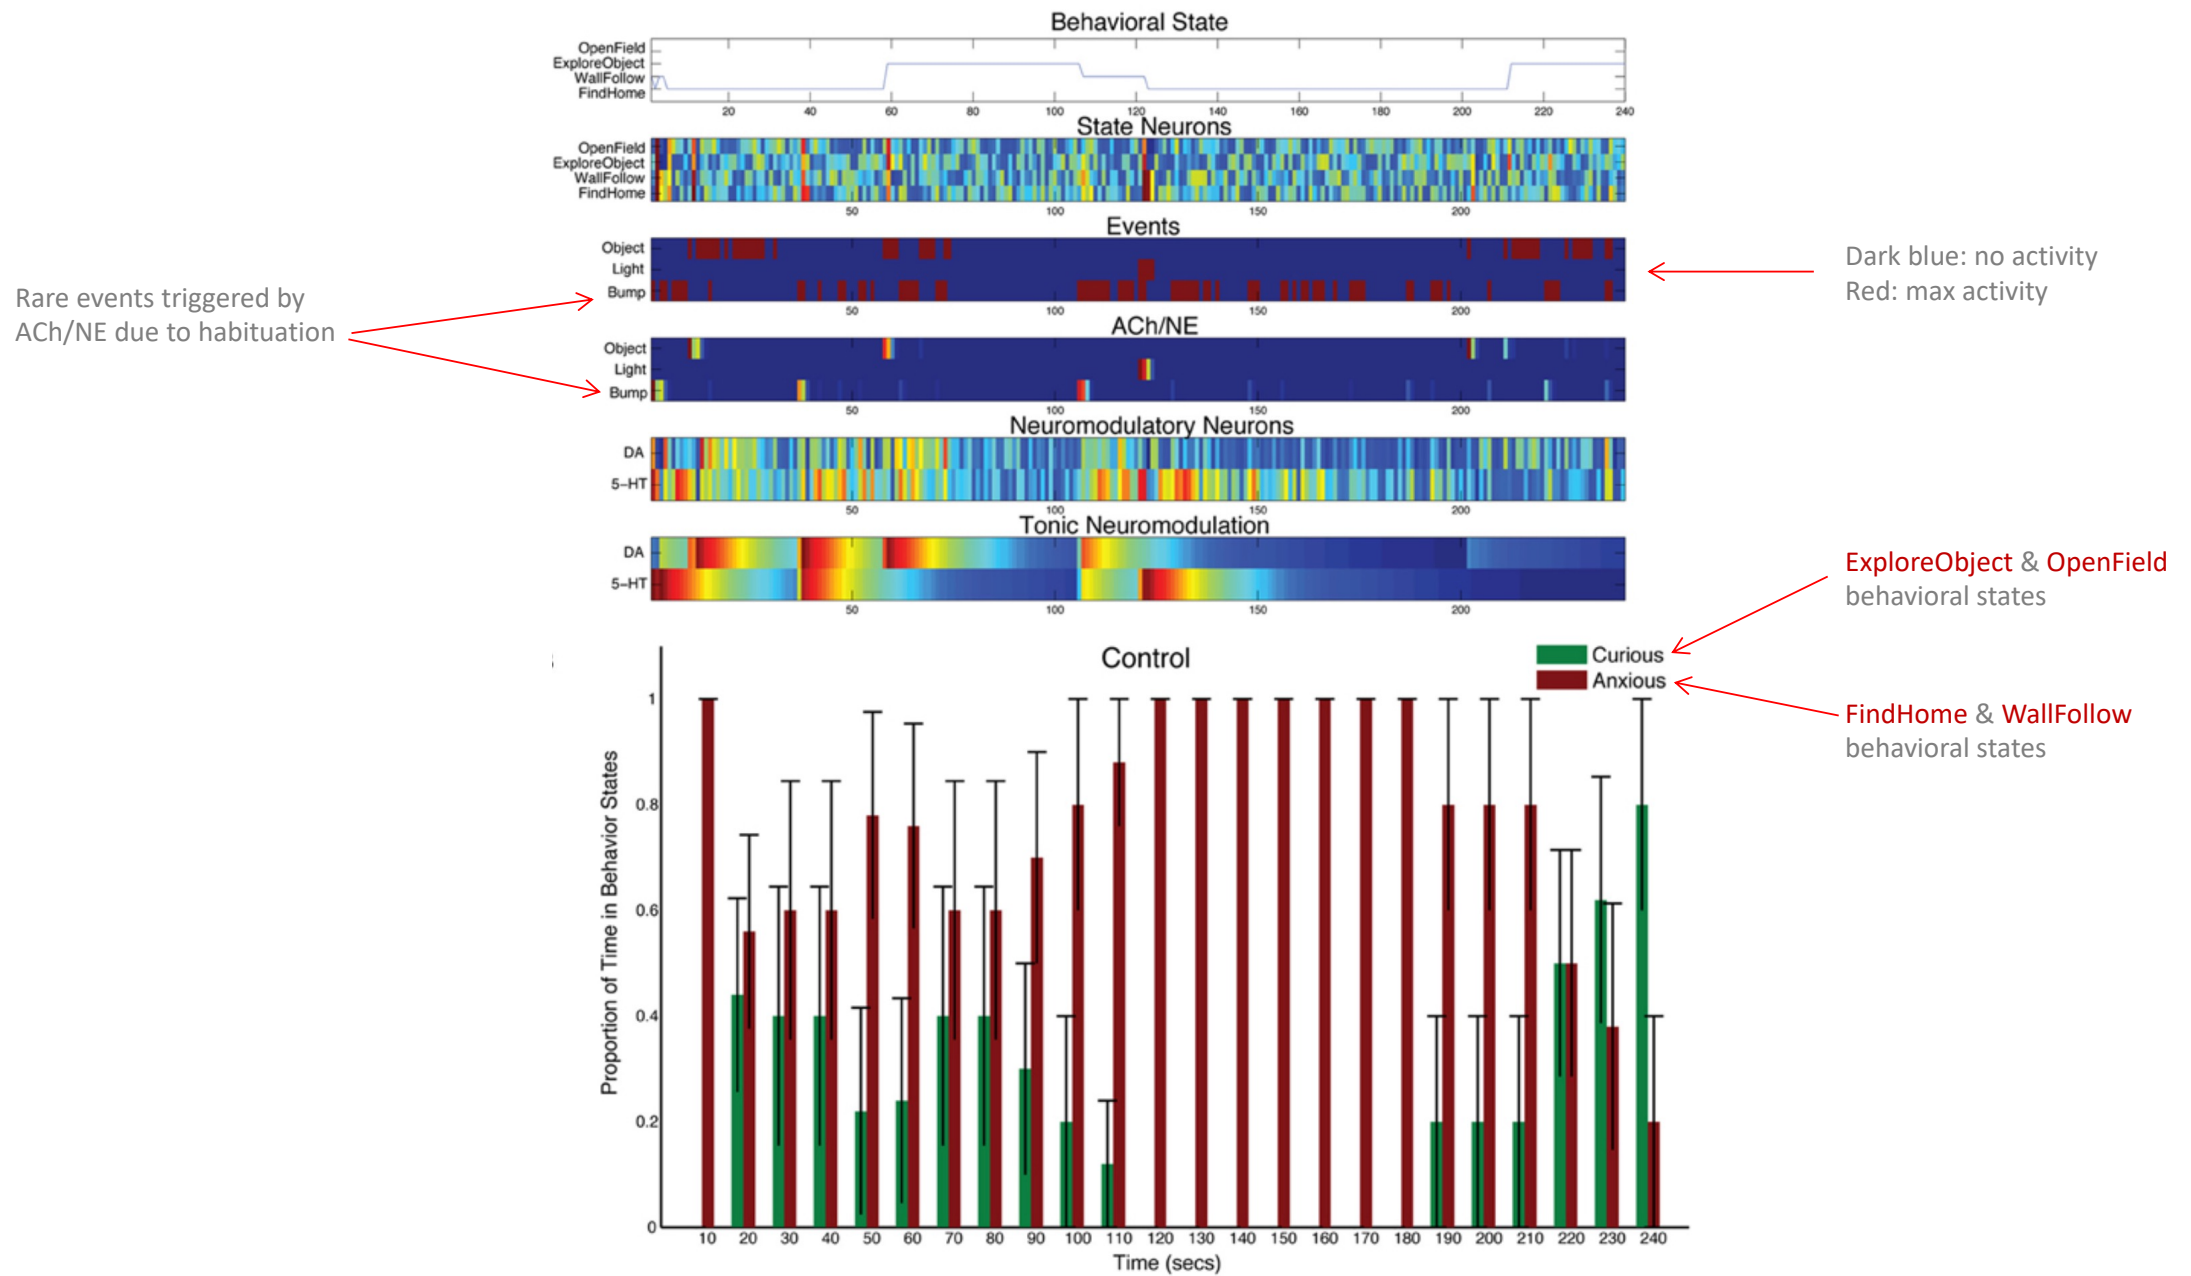 Behavioral State
OpenField
ExploreObject
WallFollow
FindHome
20 40 60 80 100 120 140 160 180 200 220 240
State Neurons
OpenField
ExploreObject
WallFollow
FindHome
50 100 150 200
Events
Object
Light
Bump
50 100 150 200
Dark blue: no activity
Red: max activity
Rare events triggered by
ACh/NE due to habituation
ACh/NE
Object
Light
Bump
50 100 150 200
Neuromodulatory Neurons
DA
5-HT
50 100 150 200
Tonic Neuromodulation
DA
5-HT
50 100 150 200
ExploreObject & OpenField
behavioral states
Control
Curious
Anxious
FindHome & WallFollow
behavioral states
Proportion of Time in Behavior States
1
0.8
0.6
0.4
0.2
0
10 20 30 40 50 60 70 80 90 100 110 120 130 140 150 160 170 180 190 200 210 220 230 240
Time (secs)